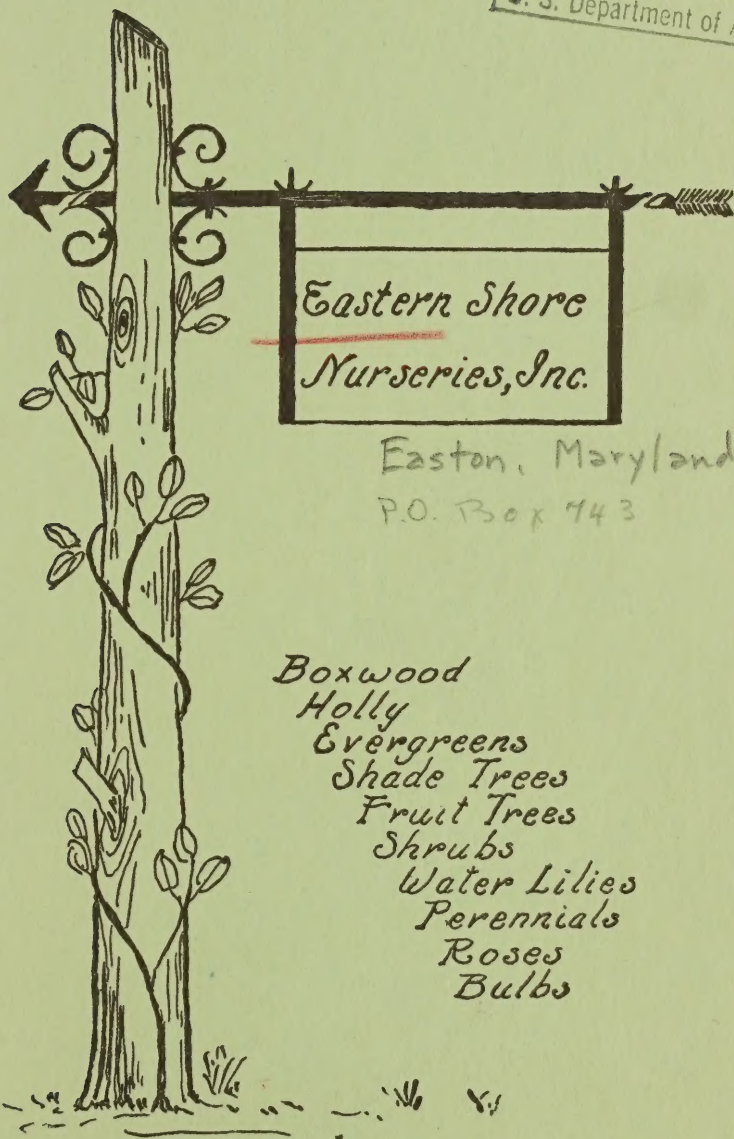 S. Department of
Eastern Shore
Nurseries, Inc.
Easton, Maryland
P.O. Box 743
Boxwood
Holly
Evergreens
Shade Trees
Fruit Trees
Shrubs
Water Lilies
Perennials
Roses
Bulbs